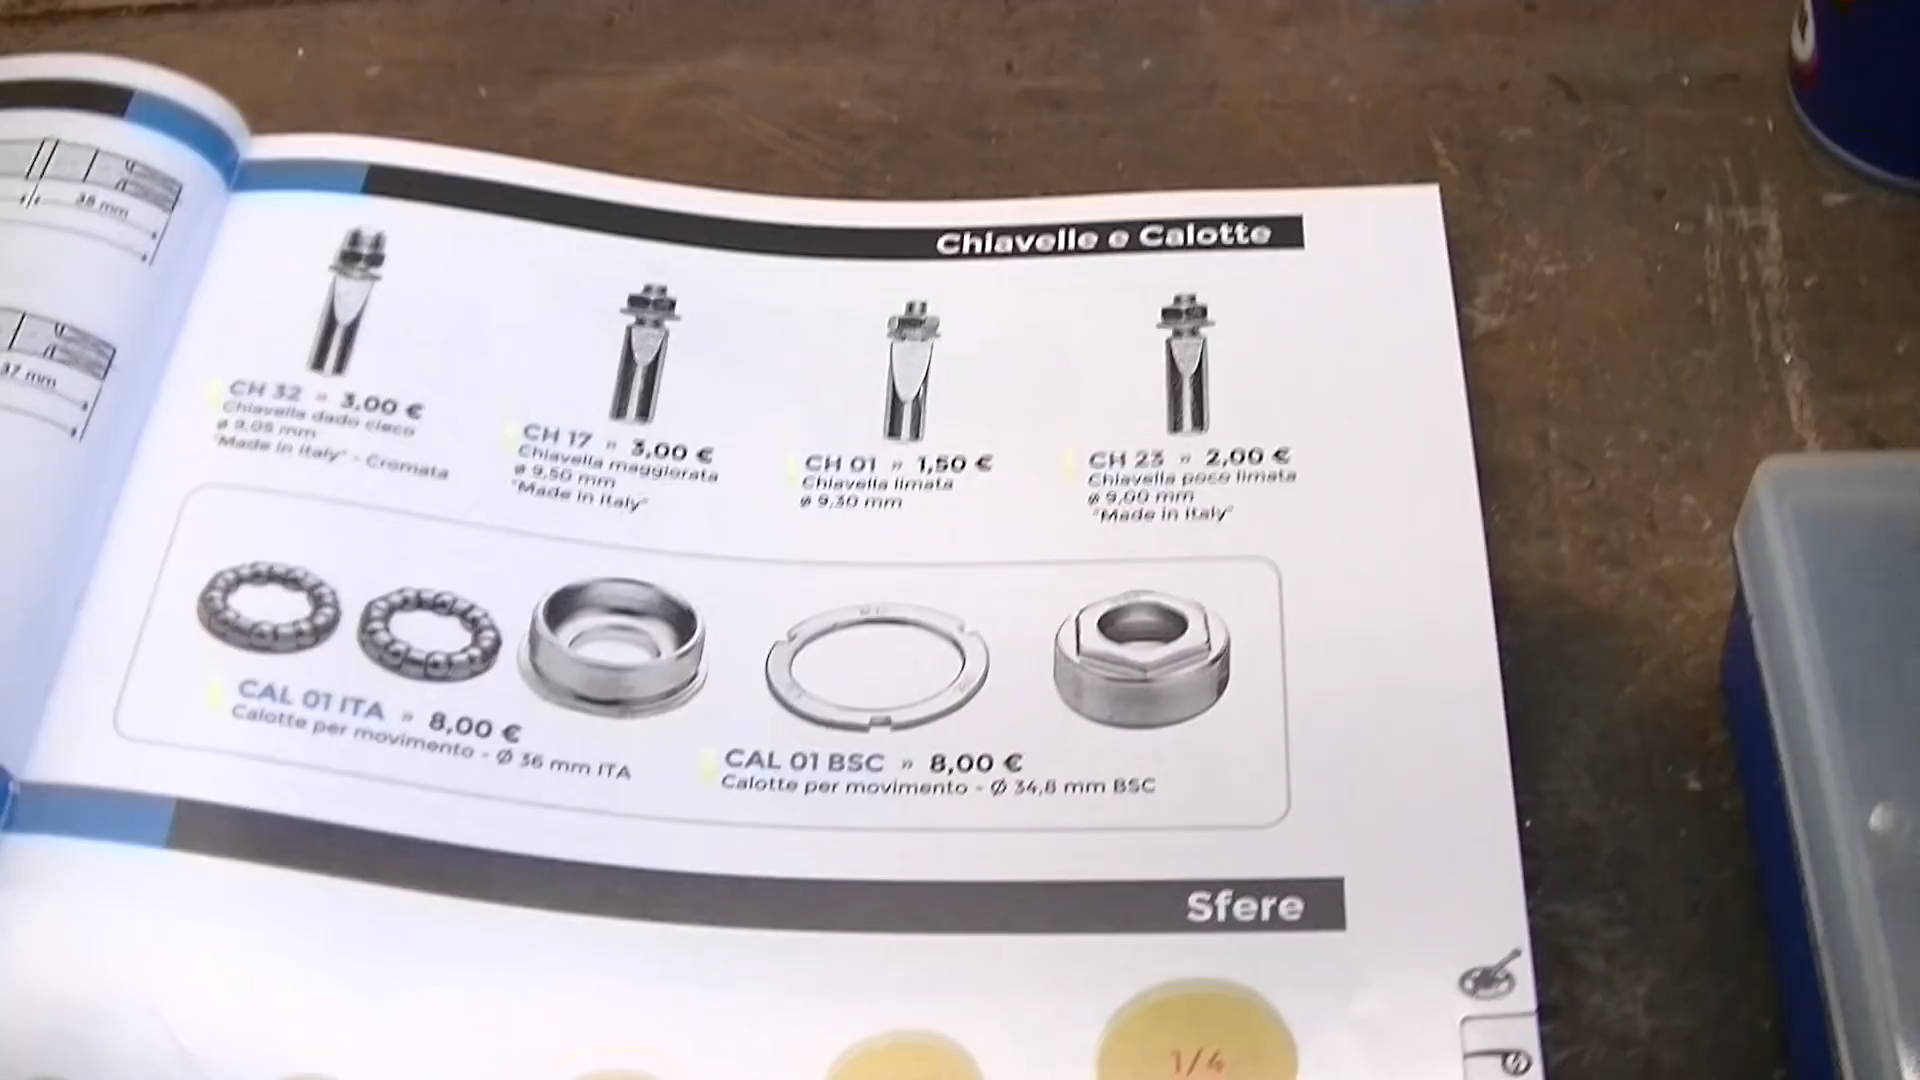 38 mm
37 mm
Chiavelle e Calotte
CH 32 » 3,00 €
Chiavella dado cieco
ø 9,05 mm
"Made in Italy" - Cromata
CH 17 » 3,00 €
Chiavella maggiorata
ø 9,50 mm
"Made in Italy"
CH 01 » 1,50 €
Chiavella limata
ø 9,30 mm
CH 23 » 2,00 €
Chiavella poco limata
ø 9,00 mm
"Made in Italy"
CAL 01 ITA » 8,00 €
Calotte per movimento - Ø 36 mm ITA
CAL 01 BSC » 8,00 €
Calotte per movimento - Ø 34,8 mm BSC
Sfere
1/4